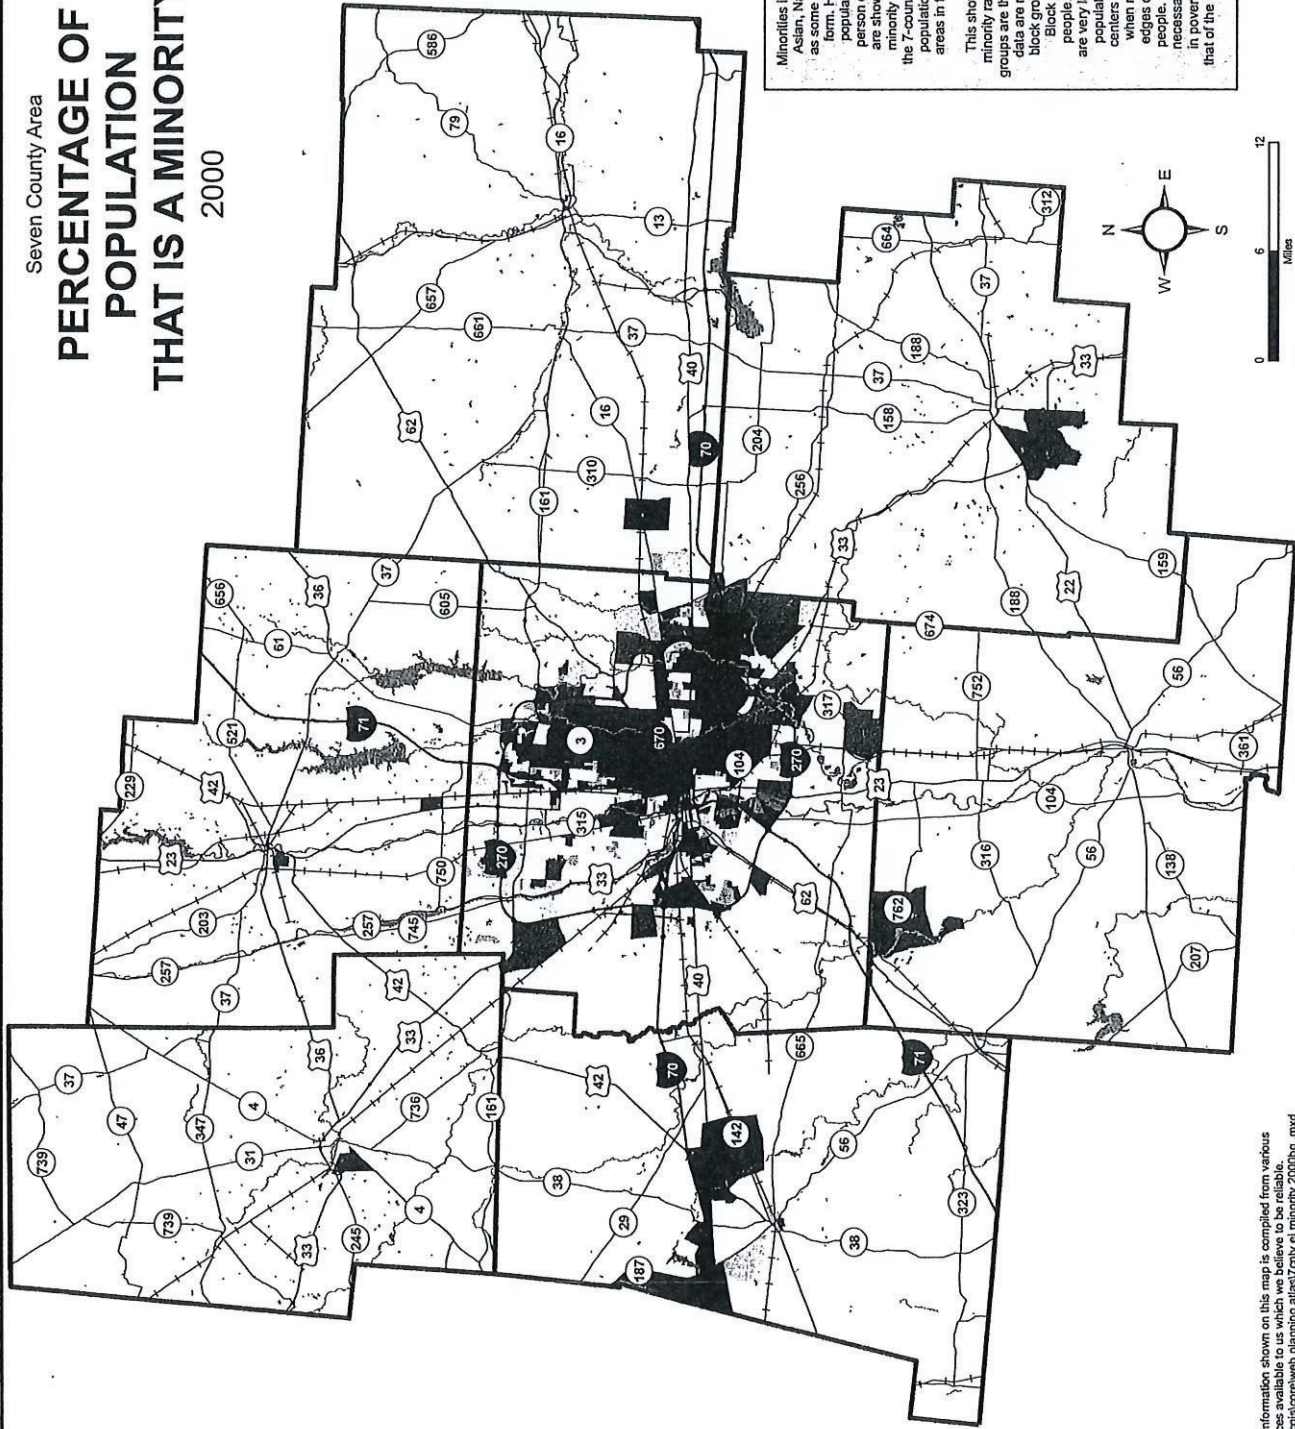 Seven County Area
PERCENTAGE OF
POPULATION
THAT IS A MINORITY
2000
Minorities i
Asian, Na
as some
form. H
popula
person o
are show
minority
the 7-coun
population
areas in t
This shov
minority ra
groups are th
data are n
block gro
Block
people.
are very l
populat
centers
when r
edges o
people.
necessa
in povert
that of the
N
W
E
S
0
6
12
Miles
586
79
16
13
657
661
37
62
16
40
310
161
70
204
664
312
37
188
37
158
33
256
33
159
188
22
656
36
37
61
605
521
71
229
42
23
203
750
315
257
745
257
37
3
670
104
270
317
270
33
62
40
674
752
56
23
361
104
316
56
138
762
207
42
33
36
37
47
4
347
736
161
739
31
739
4
245
33
42
70
665
71
142
56
38
29
323
38
187
nformation shown on this map is compiled from various
ces available to us which we believe to be reliable.